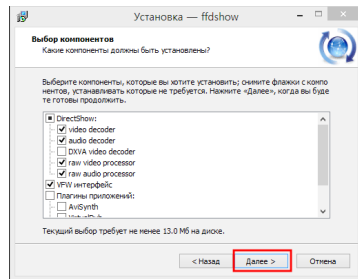 Установка — ffdshow
Выбор компонентов
Какие компоненты должны быть установлены?
Выберите компоненты, которые вы хотите установить; снимите флажки с компо
нентов, устанавливать которые не требуется. Нажмите «Далее», когда вы буде
те готовы продолжить.
DirectShow:
video decoder
audio decoder
DXVA video decoder
raw video processor
raw audio processor
VFW интерфейс
Плагины приложений:
AviSynth
VirtualDub
Текущий выбор требует не менее 13.0 Мб на диске.
< Назад
Далее >
Отмена